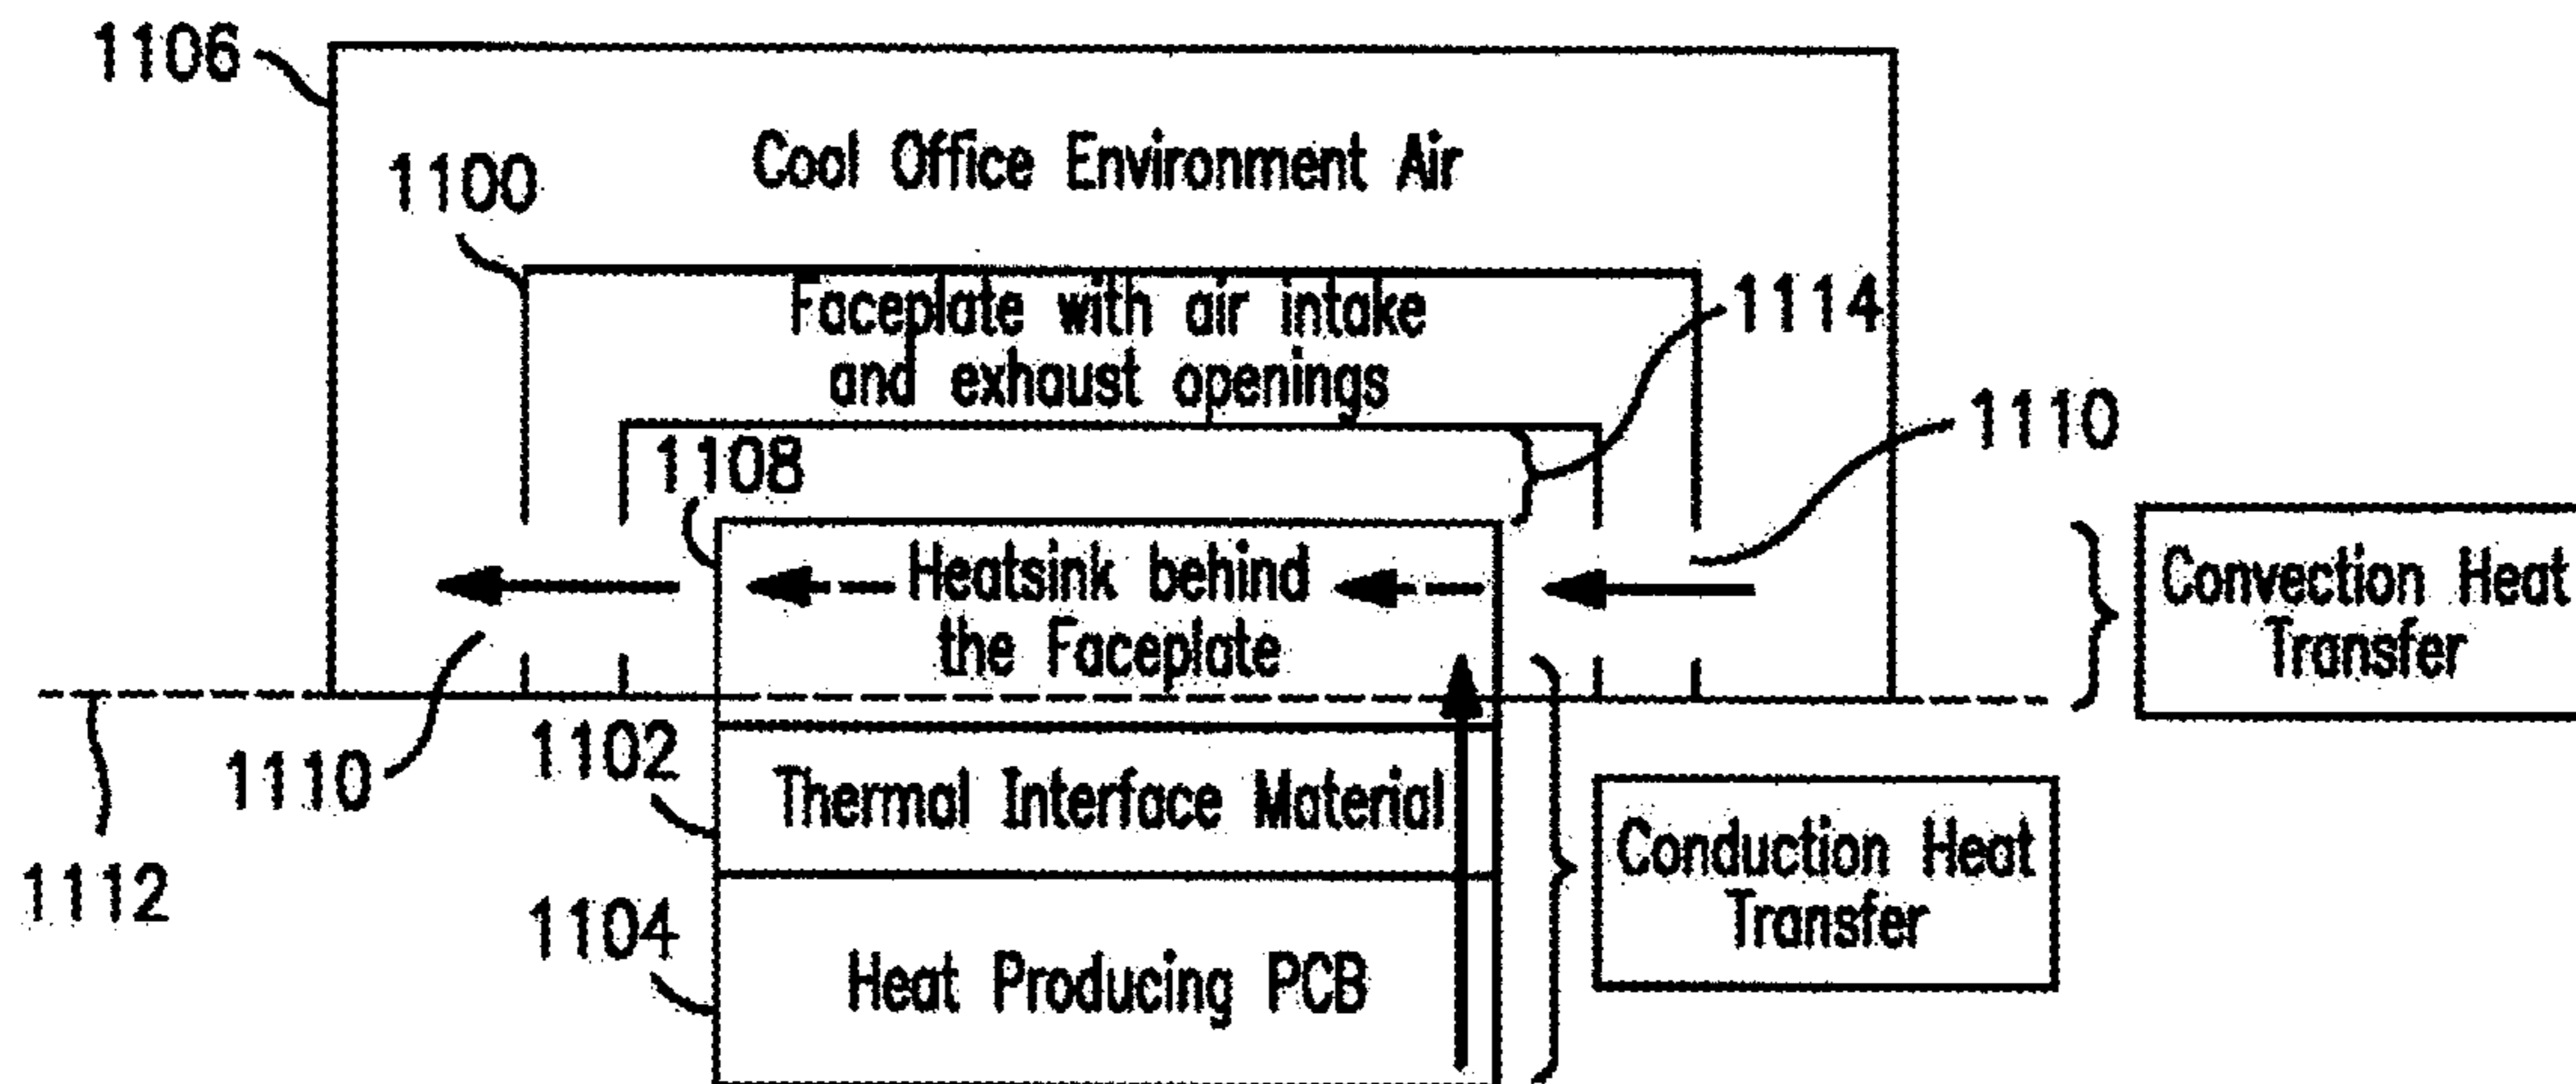 1106
Cool Office Environment Air
1100
Faceplate with air intake
and exhaust openings
1114
1108
1110
Heatsink behind
the Faceplate
Convection Heat
Transfer
1110
1102
Thermal Interface Material
Conduction Heat
Transfer
1112
1104
Heat Producing PCB